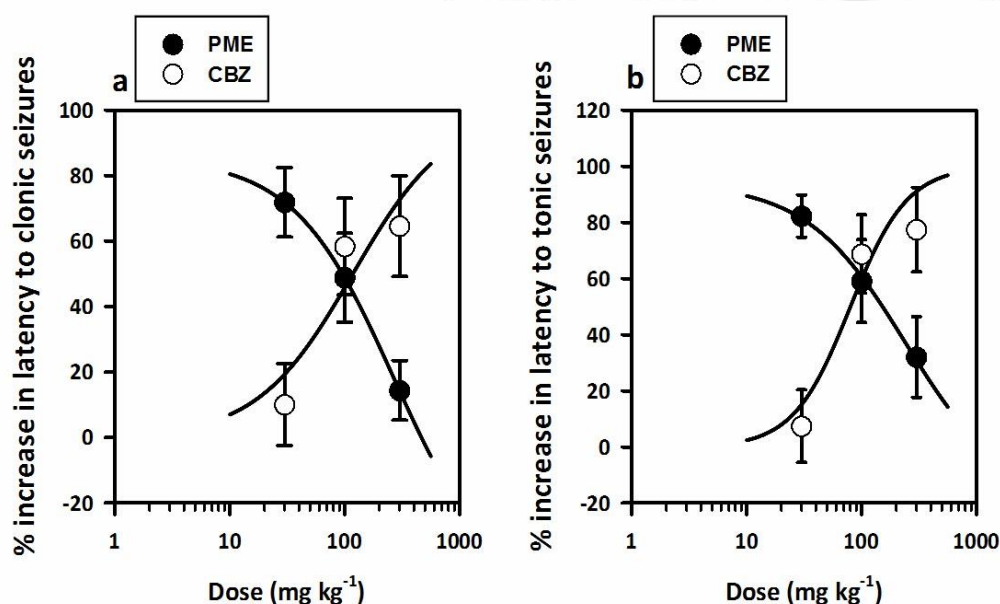 PME
CBZ
a
% increase in latency to clonic seizures
100
80
60
40
20
0
-20
1 10 100 1000
Dose (mg kg-1)
PME
CBZ
b
% increase in latency to tonic seizures
120
100
80
60
40
20
0
-20
1 10 100 1000
Dose (mg kg-1)